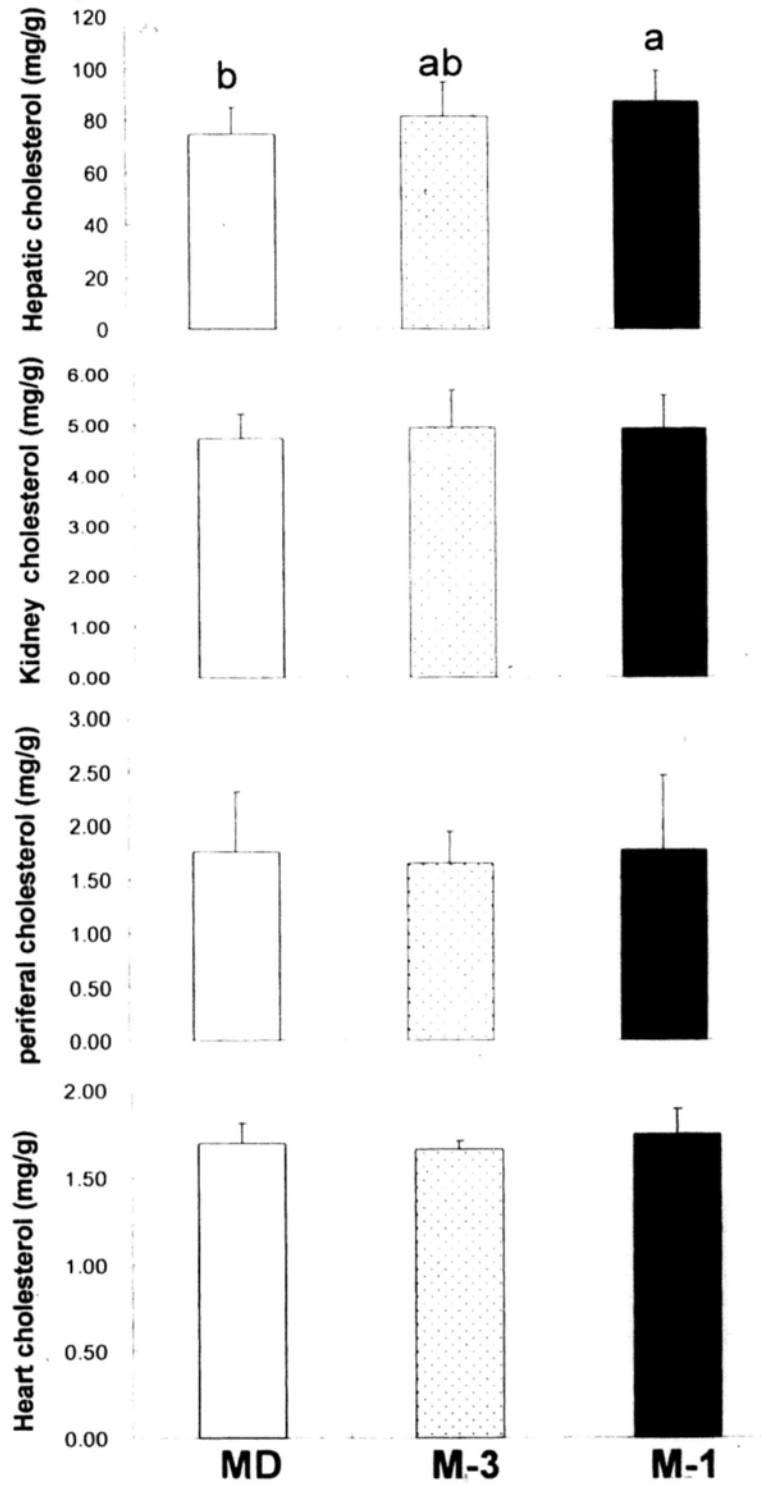 Hepatic cholesterol (mg/g)
120
100
80
60
40
20
0
b
ab
a
Kidney cholesterol (mg/g)
6.00
5.00
4.00
3.00
2.00
1.00
0.00
periferal cholesterol (mg/g)
3.00
2.50
2.00
1.50
1.00
0.50
0.00
Heart cholesterol (mg/g)
2.00
1.50
1.00
0.50
0.00
MD
M-3
M-1